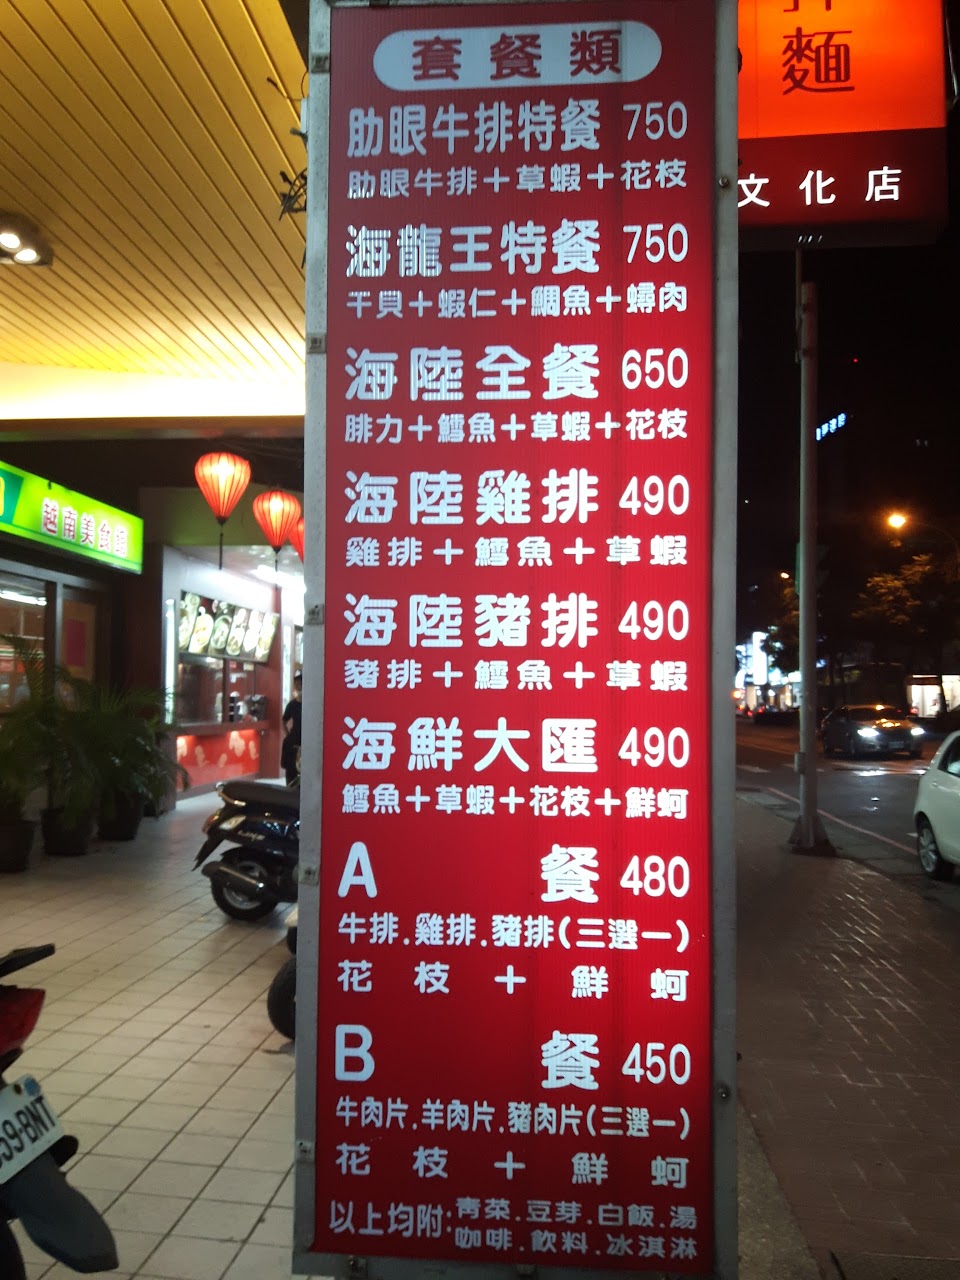 套餐類
肋眼牛排特餐 750
肋眼牛排＋草蝦＋花枝
海龍王特餐 750
干貝＋蝦仁＋鯛魚＋蟳肉
海陸全餐 650
腓力＋鱈魚＋草蝦＋花枝
海陸雞排 490
雞排＋鱈魚＋草蝦
海陸豬排 490
豬排＋鱈魚＋草蝦
海鮮大匯 490
鱈魚＋草蝦＋花枝＋鮮蚵
A 餐 480
牛排.雞排.豬排(三選一)
花枝＋鮮蚵
B 餐 450
牛肉片.羊肉片.豬肉片(三選一)
花枝＋鮮蚵
以上均附:青菜.豆芽.白飯.湯
咖啡.飲料.冰淇淋
麵
文化店
越南美食館
59-BNT